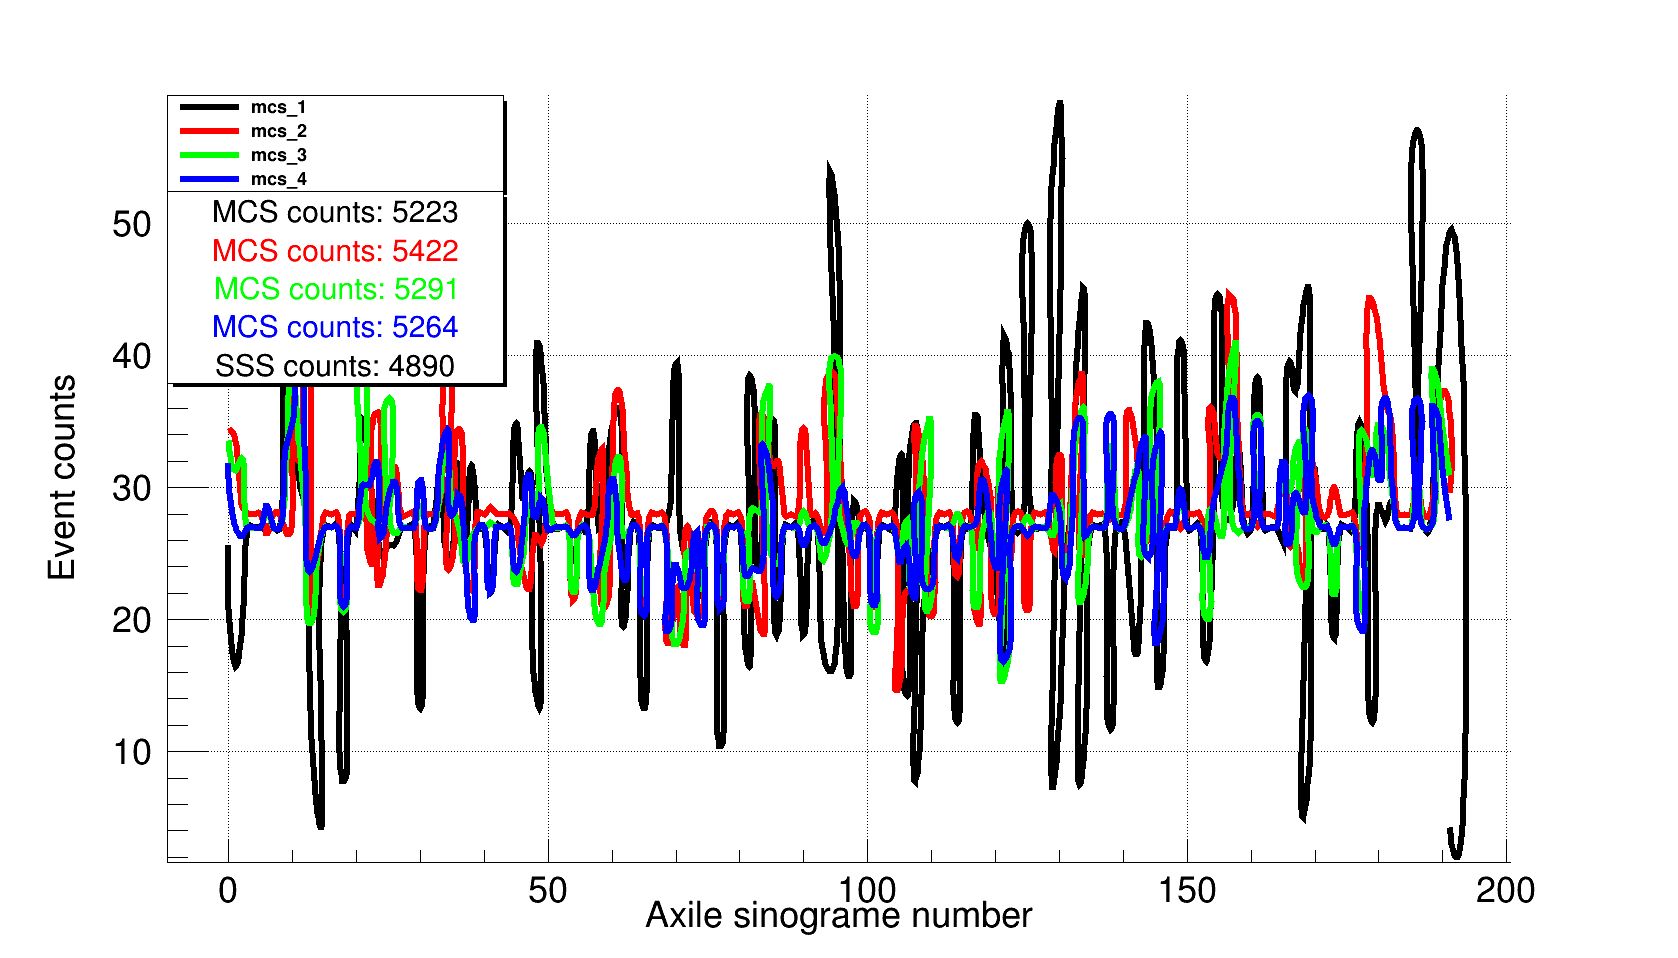 mcs_1
mcs_2
mcs_3
mcs_4
MCS counts: 5223
MCS counts: 5422
MCS counts: 5291
MCS counts: 5264
SSS counts: 4890
50
40
30
20
10
Event counts
0 50 100 150 200
Axile sinograme number